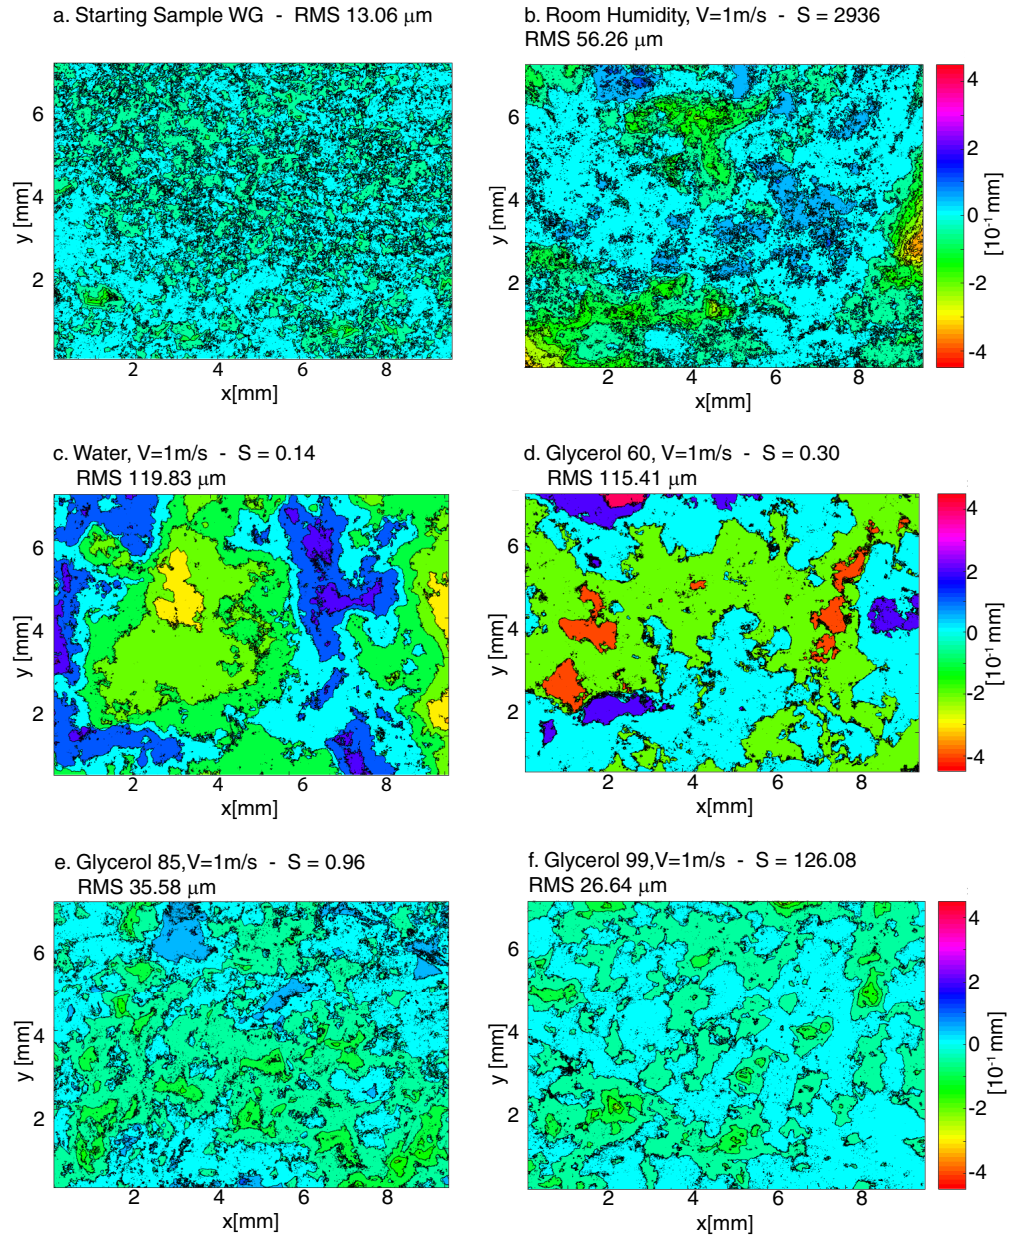 a. Starting Sample WG - RMS 13.06 μm
6
4
2
y [mm]
2 4 6 8
x[mm]
b. Room Humidity, V=1m/s - S = 2936
RMS 56.26 μm
6
4
2
y [mm]
2 4 6 8
x[mm]
4
2
0
-2
-4
[10⁻¹ mm]
c. Water, V=1m/s - S = 0.14
RMS 119.83 μm
6
4
2
y [mm]
2 4 6 8
x[mm]
d. Glycerol 60, V=1m/s - S = 0.30
RMS 115.41 μm
6
4
2
y [mm]
2 4 6 8
x[mm]
4
2
0
-2
-4
[10⁻¹ mm]
e. Glycerol 85,V=1m/s - S = 0.96
RMS 35.58 μm
6
4
2
y [mm]
2 4 6 8
x[mm]
f. Glycerol 99,V=1m/s - S = 126.08
RMS 26.64 μm
6
4
2
y [mm]
2 4 6 8
x[mm]
4
2
0
-2
-4
[10⁻¹ mm]